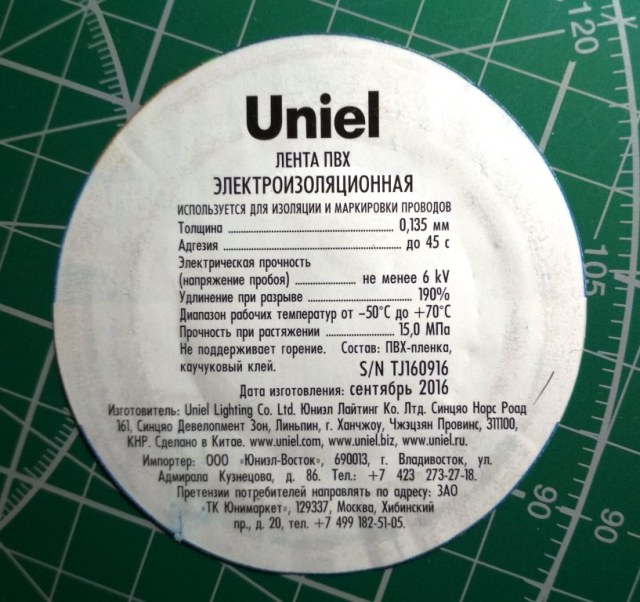 Uniel
ЛЕНТА ПВХ
ЭЛЕКТРОИЗОЛЯЦИОННАЯ
ИСПОЛЬЗУЕТСЯ ДЛЯ ИЗОЛЯЦИИ И МАРКИРОВКИ ПРОВОДОВ
Толщина ........ 0,135 мм
Адгезия ........ до 45 с
Электрическая прочность
(напряжение пробоя) ........ не менее 6 kV
Удлинение при разрыве ........ 190%
Диапазон рабочих температур от –50°С до +70°С
Прочность при растяжении ........ 15,0 МПа
Не поддерживает горение. Состав: ПВХ-пленка,
каучуковый клей. S/N TJ160916
Дата изготовления: сентябрь 2016
Изготовитель: Uniel Lighting Co. Ltd. Юниэл Лайтинг Ко. Лтд. Синцяо Норс Роад
161, Синцяо Девелопмент Зон, Линьпин, г. Ханчжоу, Чжэцзян Провинс, 311100,
КНР. Сделано в Китае. www.uniel.com, www.uniel.biz, www.uniel.ru.
Импортер: ООО «Юниэл-Восток», 690013, г. Владивосток, ул.
Адмирала Кузнецова, д. 86. Тел.: +7 423 273-27-18.
Претензии потребителей направлять по адресу: ЗАО
"ТК Юнимаркет", 129337, Москва, Хибинский
пр., д. 20, тел. +7 499 182-51-05.
120
105
90
90